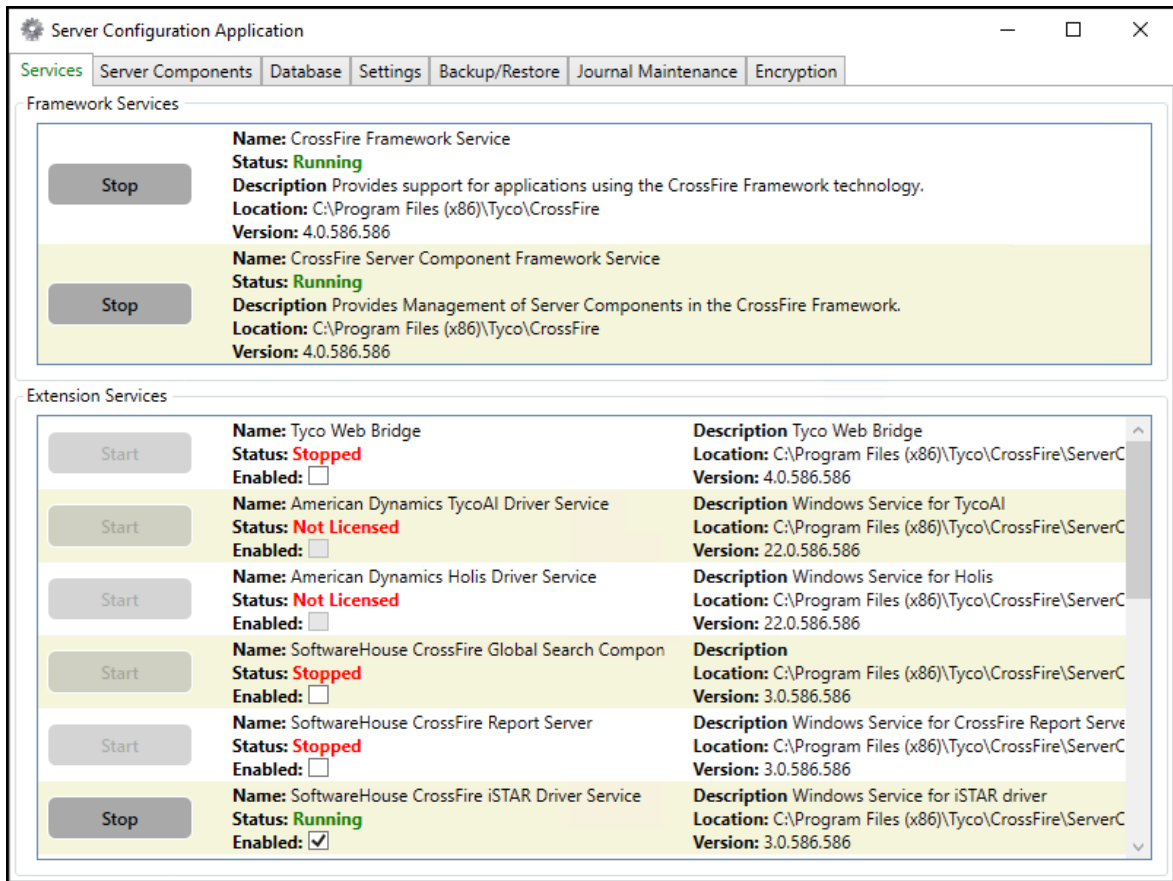 Server Configuration Application
Services Server Components Database Settings Backup/Restore Journal Maintenance Encryption
Framework Services
Stop
Name: CrossFire Framework Service
Status: Running
Description Provides support for applications using the CrossFire Framework technology.
Location: C:\Program Files (x86)\Tyco\CrossFire
Version: 4.0.586.586
Stop
Name: CrossFire Server Component Framework Service
Status: Running
Description Provides Management of Server Components in the CrossFire Framework.
Location: C:\Program Files (x86)\Tyco\CrossFire
Version: 4.0.586.586
Extension Services
Start
Name: Tyco Web Bridge
Status: Stopped
Enabled:
Description Tyco Web Bridge
Location: C:\Program Files (x86)\Tyco\CrossFire\ServerC
Version: 4.0.586.586
Start
Name: American Dynamics TycoAI Driver Service
Status: Not Licensed
Enabled:
Description Windows Service for TycoAI
Location: C:\Program Files (x86)\Tyco\CrossFire\ServerC
Version: 22.0.586.586
Start
Name: American Dynamics Holis Driver Service
Status: Not Licensed
Enabled:
Description Windows Service for Holis
Location: C:\Program Files (x86)\Tyco\CrossFire\ServerC
Version: 22.0.586.586
Start
Name: SoftwareHouse CrossFire Global Search Compon
Status: Stopped
Enabled:
Description
Location: C:\Program Files (x86)\Tyco\CrossFire\ServerC
Version: 3.0.586.586
Start
Name: SoftwareHouse CrossFire Report Server
Status: Stopped
Enabled:
Description Windows Service for CrossFire Report Serve
Location: C:\Program Files (x86)\Tyco\CrossFire\ServerC
Version: 3.0.586.586
Stop
Name: SoftwareHouse CrossFire iSTAR Driver Service
Status: Running
Enabled:
Description Windows Service for iSTAR driver
Location: C:\Program Files (x86)\Tyco\CrossFire\ServerC
Version: 3.0.586.586